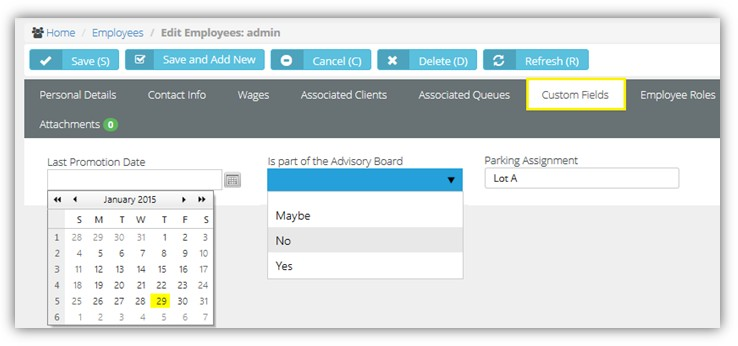 Home / Employees / Edit Employees: admin
Save (S) Save and Add New Cancel (C) Delete (D) Refresh (R)
Personal Details Contact Info Wages Associated Clients Associated Queues Custom Fields Employee Roles
Attachments 0
Last Promotion Date Is part of the Advisory Board Parking Assignment
Lot A
January 2015
S M T W T F S
1 28 29 30 31 1 2 3
2 4 5 6 7 8 9 10
3 11 12 13 14 15 16 17
4 18 19 20 21 22 23 24
5 25 26 27 28 29 30 31
6 1 2 3 4 5 6 7
Maybe
No
Yes